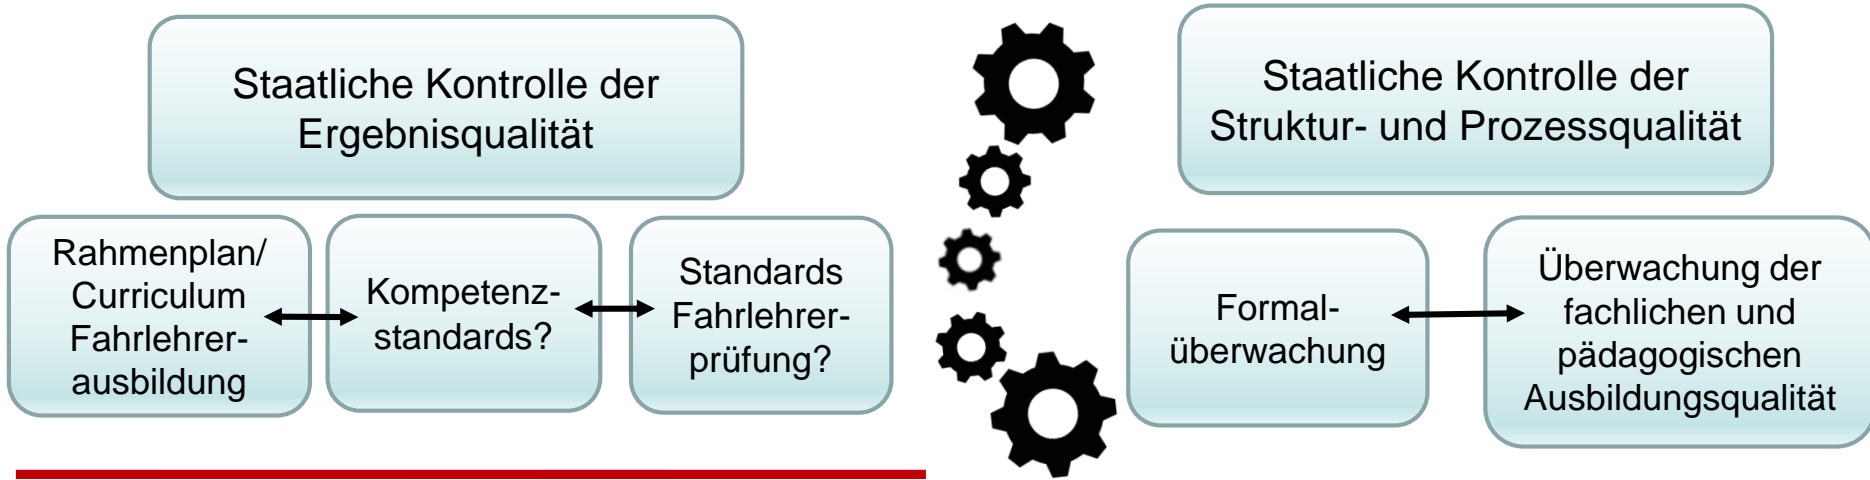 Staatliche Kontrolle der
Ergebnisqualität
Rahmenplan/
Curriculum
Fahrlehrer-
ausbildung
Kompetenz-
standards?
Standards
Fahrlehrer-
prüfung?
Staatliche Kontrolle der
Struktur- und Prozessqualität
Formal-
überwachung
Überwachung der
fachlichen und
pädagogischen
Ausbildungsqualität